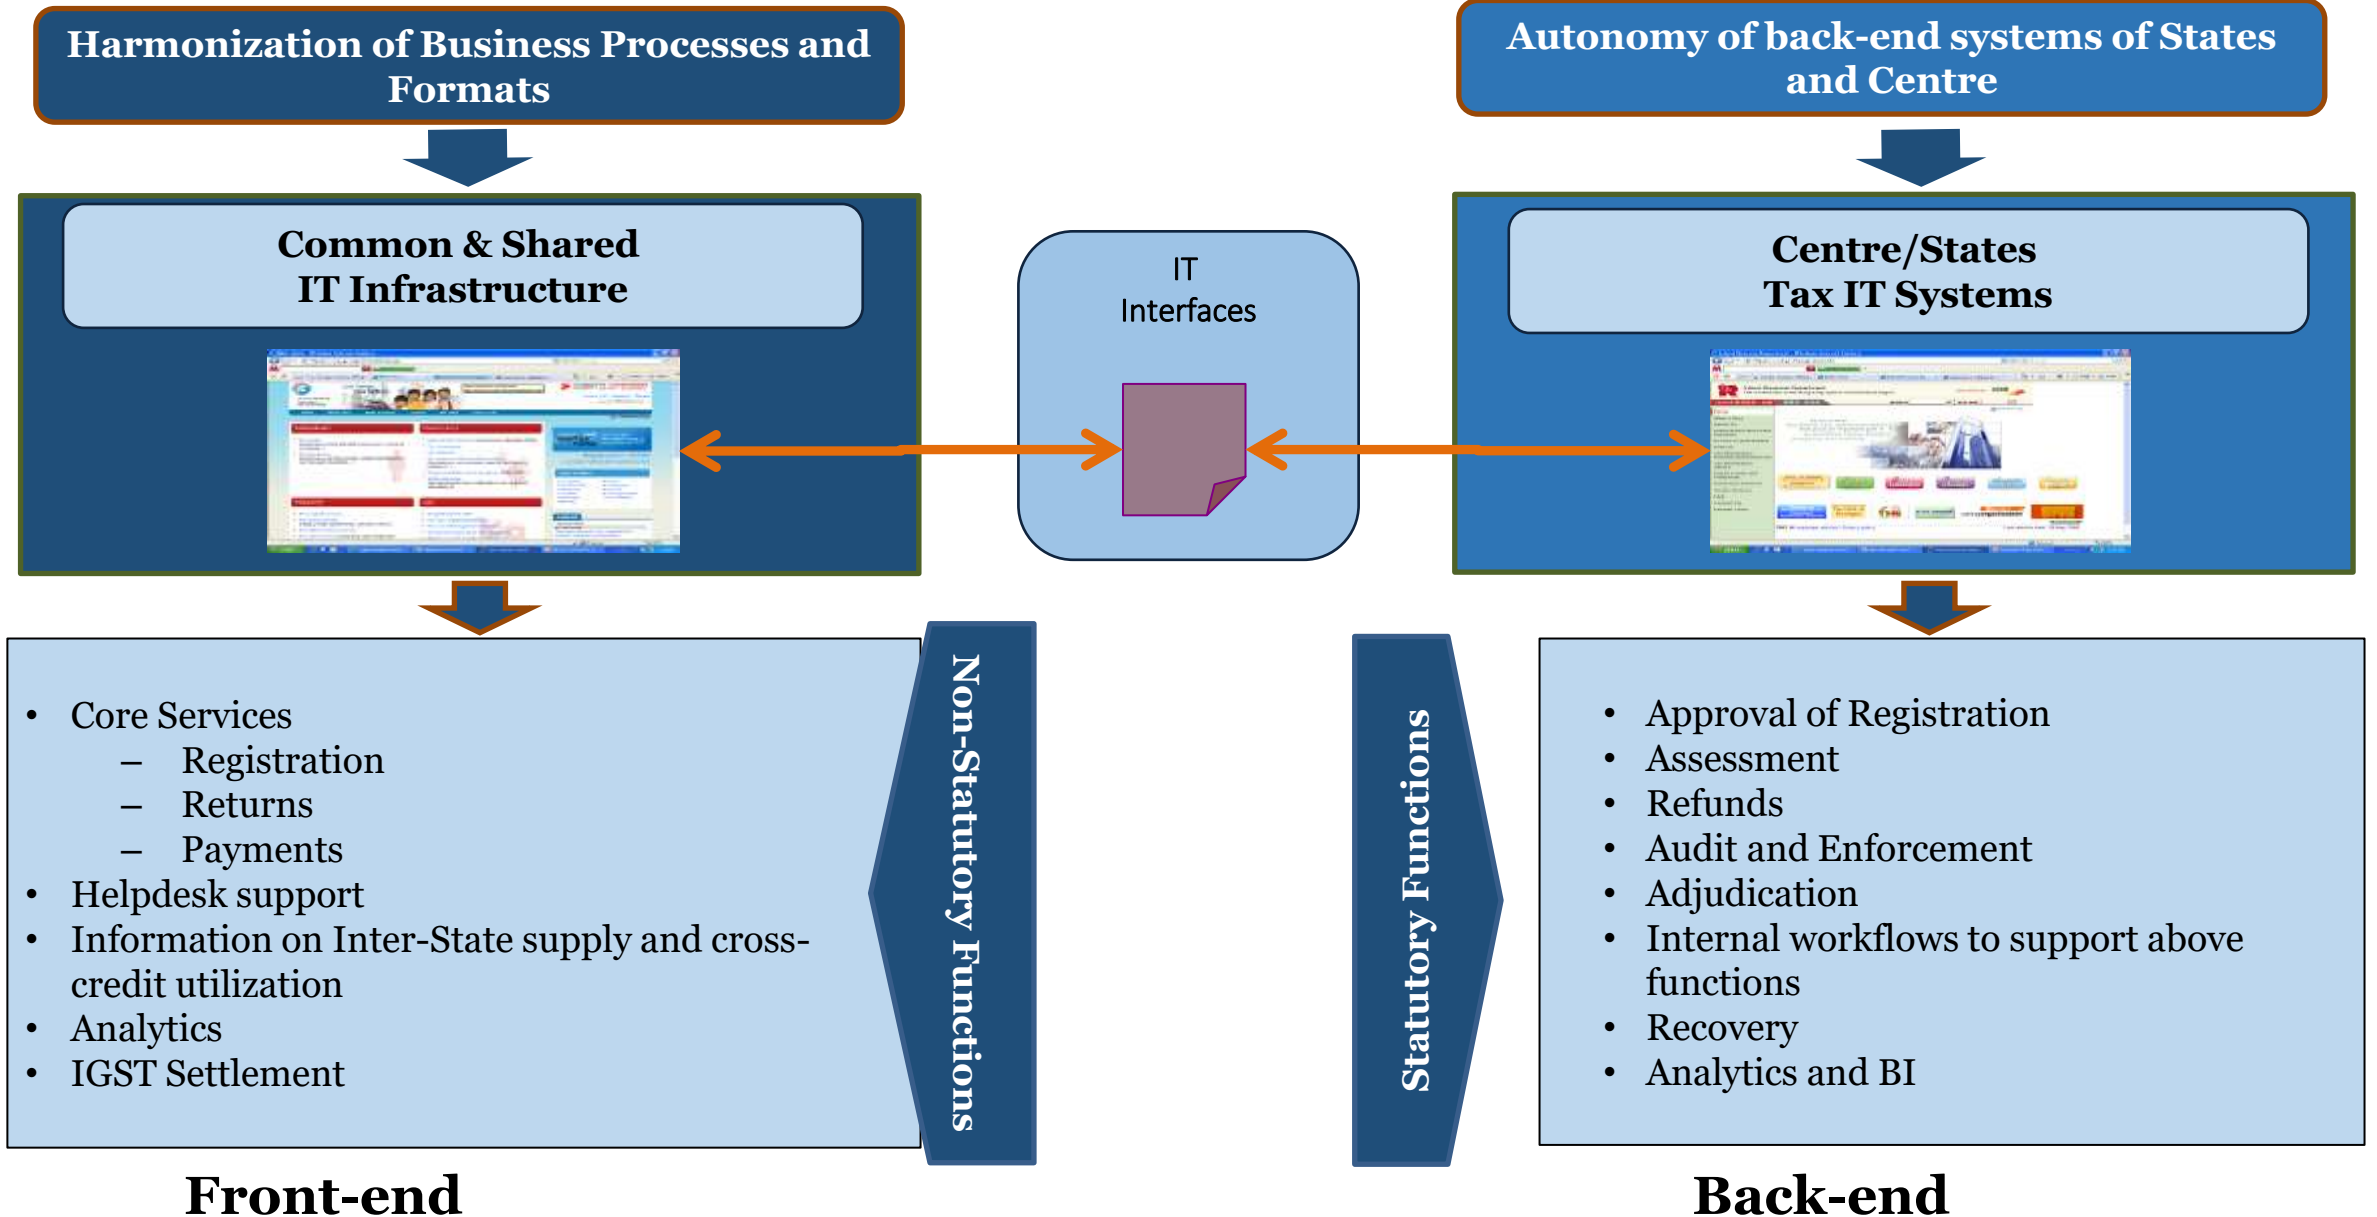 Harmonization of Business Processes and
Formats
Common & Shared
IT Infrastructure
• Core Services
– Registration
– Returns
– Payments
• Helpdesk support
• Information on Inter-State supply and cross-
credit utilization
• Analytics
• IGST Settlement
Non-Statutory Functions
Front-end
IT
Interfaces
Autonomy of back-end systems of States
and Centre
Centre/States
Tax IT Systems
Statutory Functions
• Approval of Registration
• Assessment
• Refunds
• Audit and Enforcement
• Adjudication
• Internal workflows to support above
functions
• Recovery
• Analytics and BI
Back-end